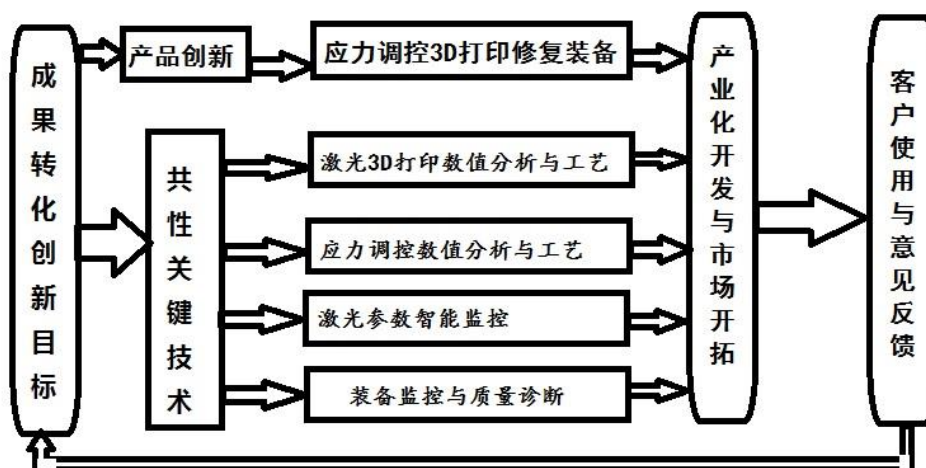 成果转化创新目标
产品创新
应力调控3D打印修复装备
共性关键技术
激光3D打印数值分析与工艺
应力调控数值分析与工艺
激光参数智能监控
装备监控与质量诊断
产业化开发与市场开拓
客户使用与意见反馈